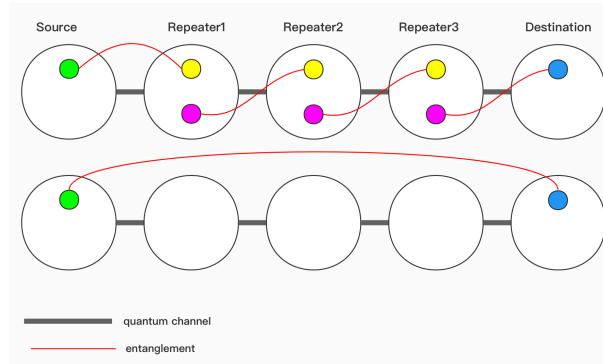 Source Repeater1 Repeater2 Repeater3 Destination
quantum channel
entanglement